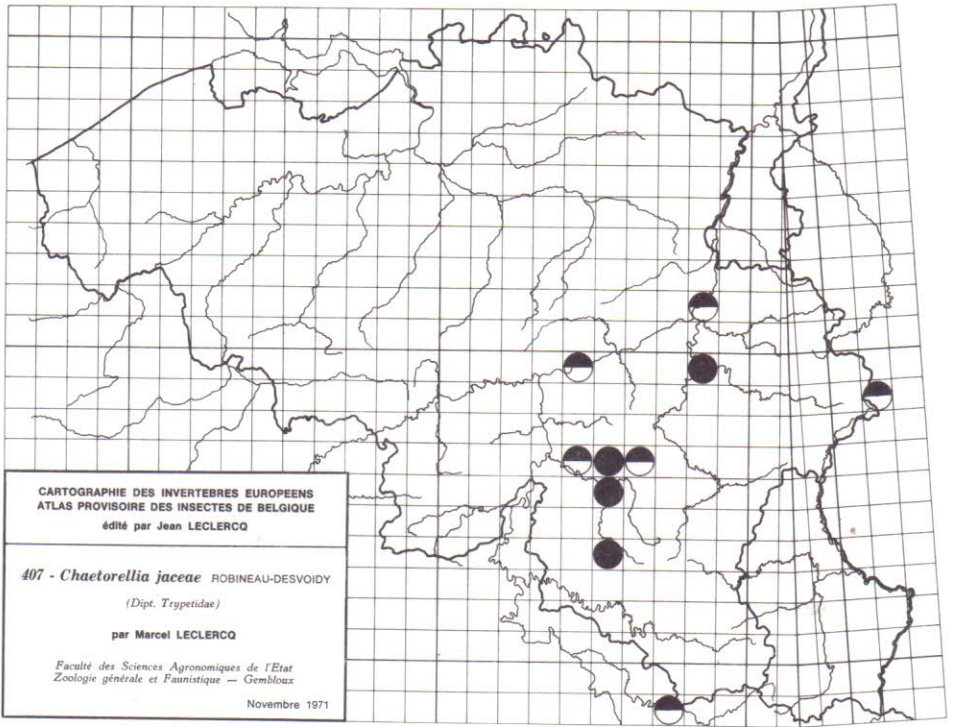 CARTOGRAPHIE DES INVERTEBRES EUROPEENS
ATLAS PROVISOIRE DES INSECTES DE BELGIQUE
édité par Jean LECLERCQ
407 - Chaetorellia jaceae ROBINEAU-DESVOIDY
(Dipt. Trypetidae)
par Marcel LECLERCQ
Faculté des Sciences Agronomiques de l'Etat
Zoologie générale et Faunistique — Gembloux
Novembre 1971